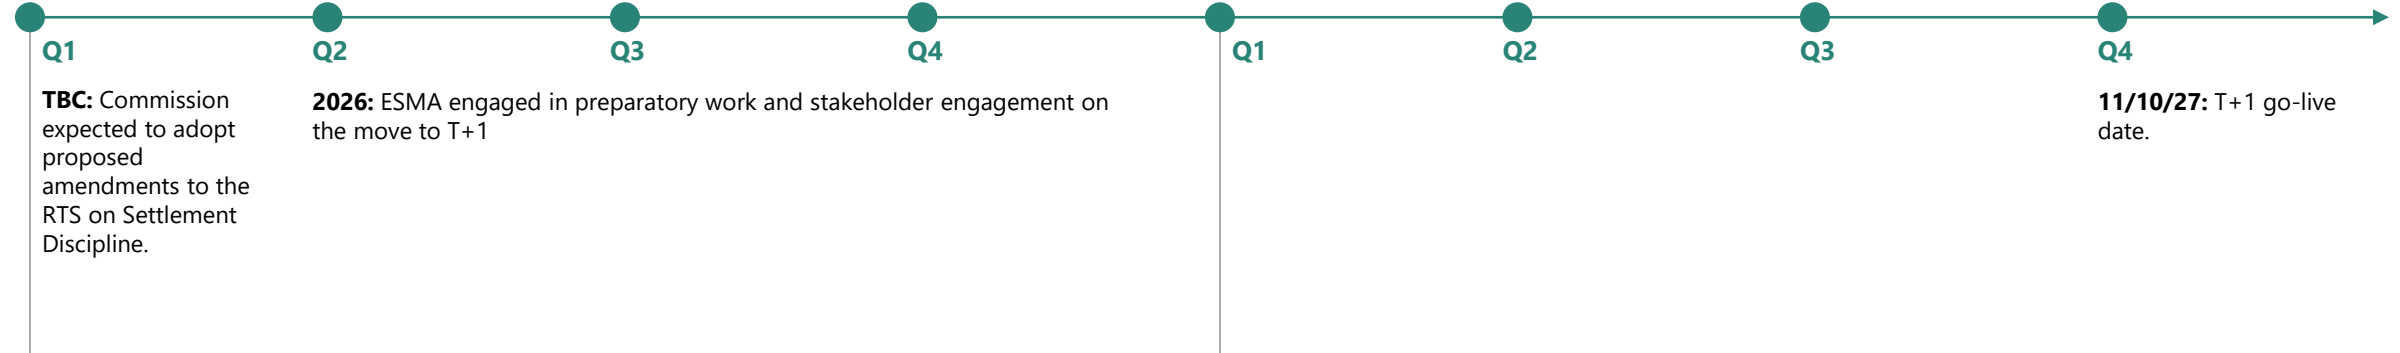 Q1
Q2
Q3
Q4
Q1
Q2
Q3
Q4
TBC: Commission
expected to adopt
proposed
amendments to the
RTS on Settlement
Discipline.
2026: ESMA engaged in preparatory work and stakeholder engagement on
the move to T+1
11/10/27: T+1 go-live
date.